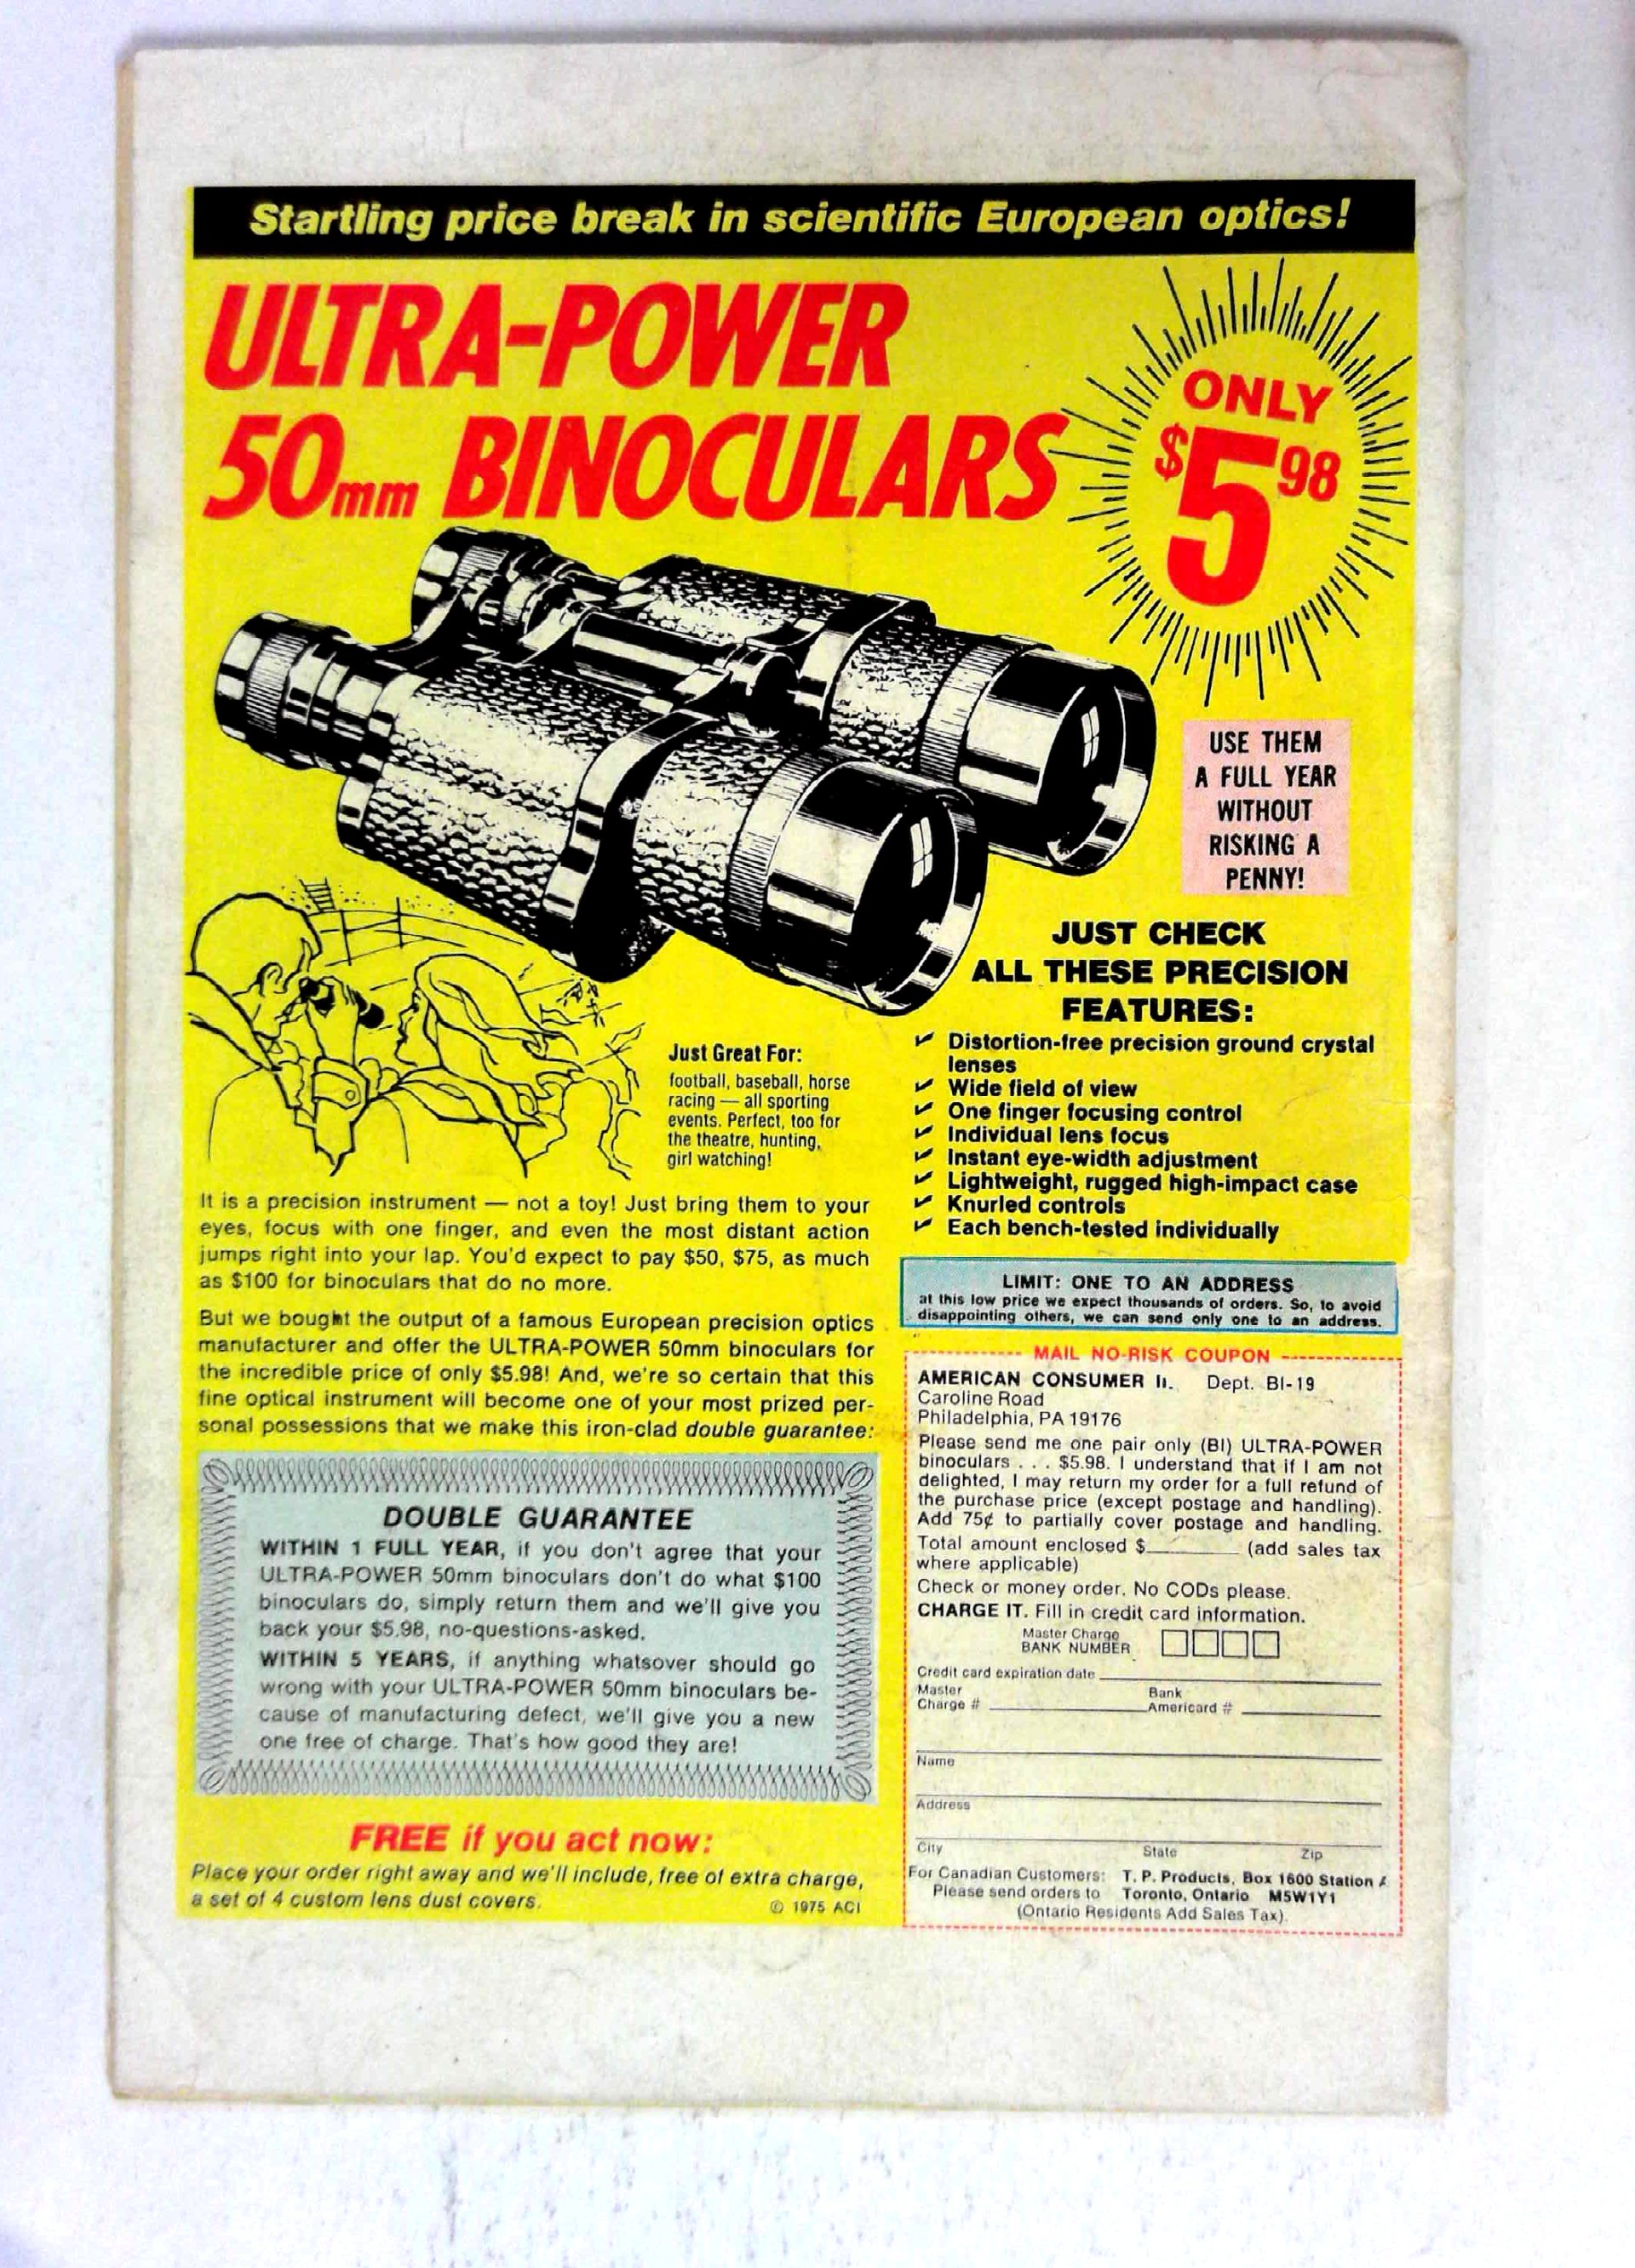 Startling price break in scientific European optics!
ULTRA-POWER
50mm BINOCULARS
ONLY
$5 98
USE THEM
A FULL YEAR
WITHOUT
RISKING A
PENNY!
JUST CHECK
ALL THESE PRECISION
FEATURES:
✔ Distortion-free precision ground crystal
lenses
✔ Wide field of view
✔ One finger focusing control
✔ Individual lens focus
✔ Instant eye-width adjustment
✔ Lightweight, rugged high-impact case
✔ Knurled controls
✔ Each bench-tested individually
Just Great For:
football, baseball, horse
racing — all sporting
events. Perfect, too for
the theatre, hunting,
girl watching!
It is a precision instrument — not a toy! Just bring them to your
eyes, focus with one finger, and even the most distant action
jumps right into your lap. You'd expect to pay $50, $75, as much
as $100 for binoculars that do no more.
But we bought the output of a famous European precision optics
manufacturer and offer the ULTRA-POWER 50mm binoculars for
the incredible price of only $5.98! And, we're so certain that this
fine optical instrument will become one of your most prized per-
sonal possessions that we make this iron-clad double guarantee:
DOUBLE GUARANTEE
WITHIN 1 FULL YEAR, if you don't agree that your
ULTRA-POWER 50mm binoculars don't do what $100
binoculars do, simply return them and we'll give you
back your $5.98, no-questions-asked.
WITHIN 5 YEARS, if anything whatsover should go
wrong with your ULTRA-POWER 50mm binoculars be-
cause of manufacturing defect, we'll give you a new
one free of charge. That's how good they are!
FREE if you act now:
Place your order right away and we'll include, free of extra charge,
a set of 4 custom lens dust covers.
© 1975 ACI
LIMIT: ONE TO AN ADDRESS
at this low price we expect thousands of orders. So, to avoid
disappointing others, we can send only one to an address.
MAIL NO-RISK COUPON
AMERICAN CONSUMER Dept. BI-19
Caroline Road
Philadelphia, PA 19176
Please send me one pair only (BI) ULTRA-POWER
binoculars . . . $5.98. I understand that if I am not
delighted, I may return my order for a full refund of
the purchase price (except postage and handling).
Add 75¢ to partially cover postage and handling.
Total amount enclosed $________ (add sales tax
where applicable)
Check or money order. No CODs please.
CHARGE IT. Fill in credit card information.
Master Charge
BANK NUMBER
Credit card expiration date
Master Bank
Charge # Americard #
Name
Address
City State Zip
For Canadian Customers: T. P. Products, Box 1600 Station
Please send orders to Toronto, Ontario M5W1Y1
(Ontario Residents Add Sales Tax).